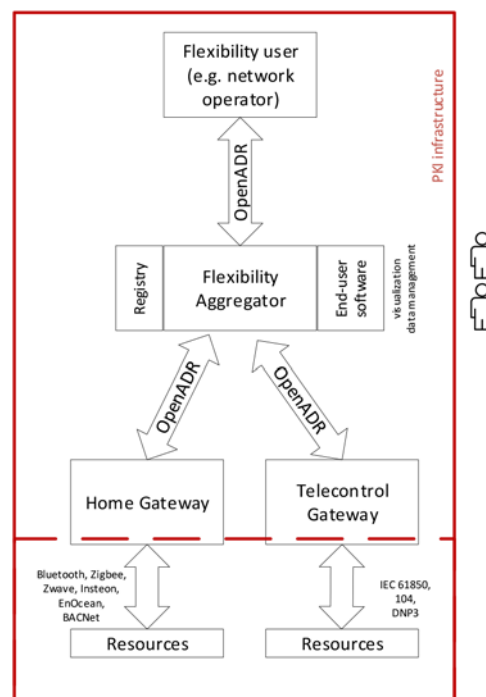 Flexibility user
(e.g. network
operator)
PKI infrastructure
OpenADR
Registry
Flexibility
Aggregator
End-user
software
visualization
data management
OpenADR
OpenADR
Home Gateway
Telecontrol
Gateway
Bluetooth, Zigbee,
Zwave, Insteon,
EnOcean,
BACNet
IEC 61850,
104,
DNP3
Resources
Resources